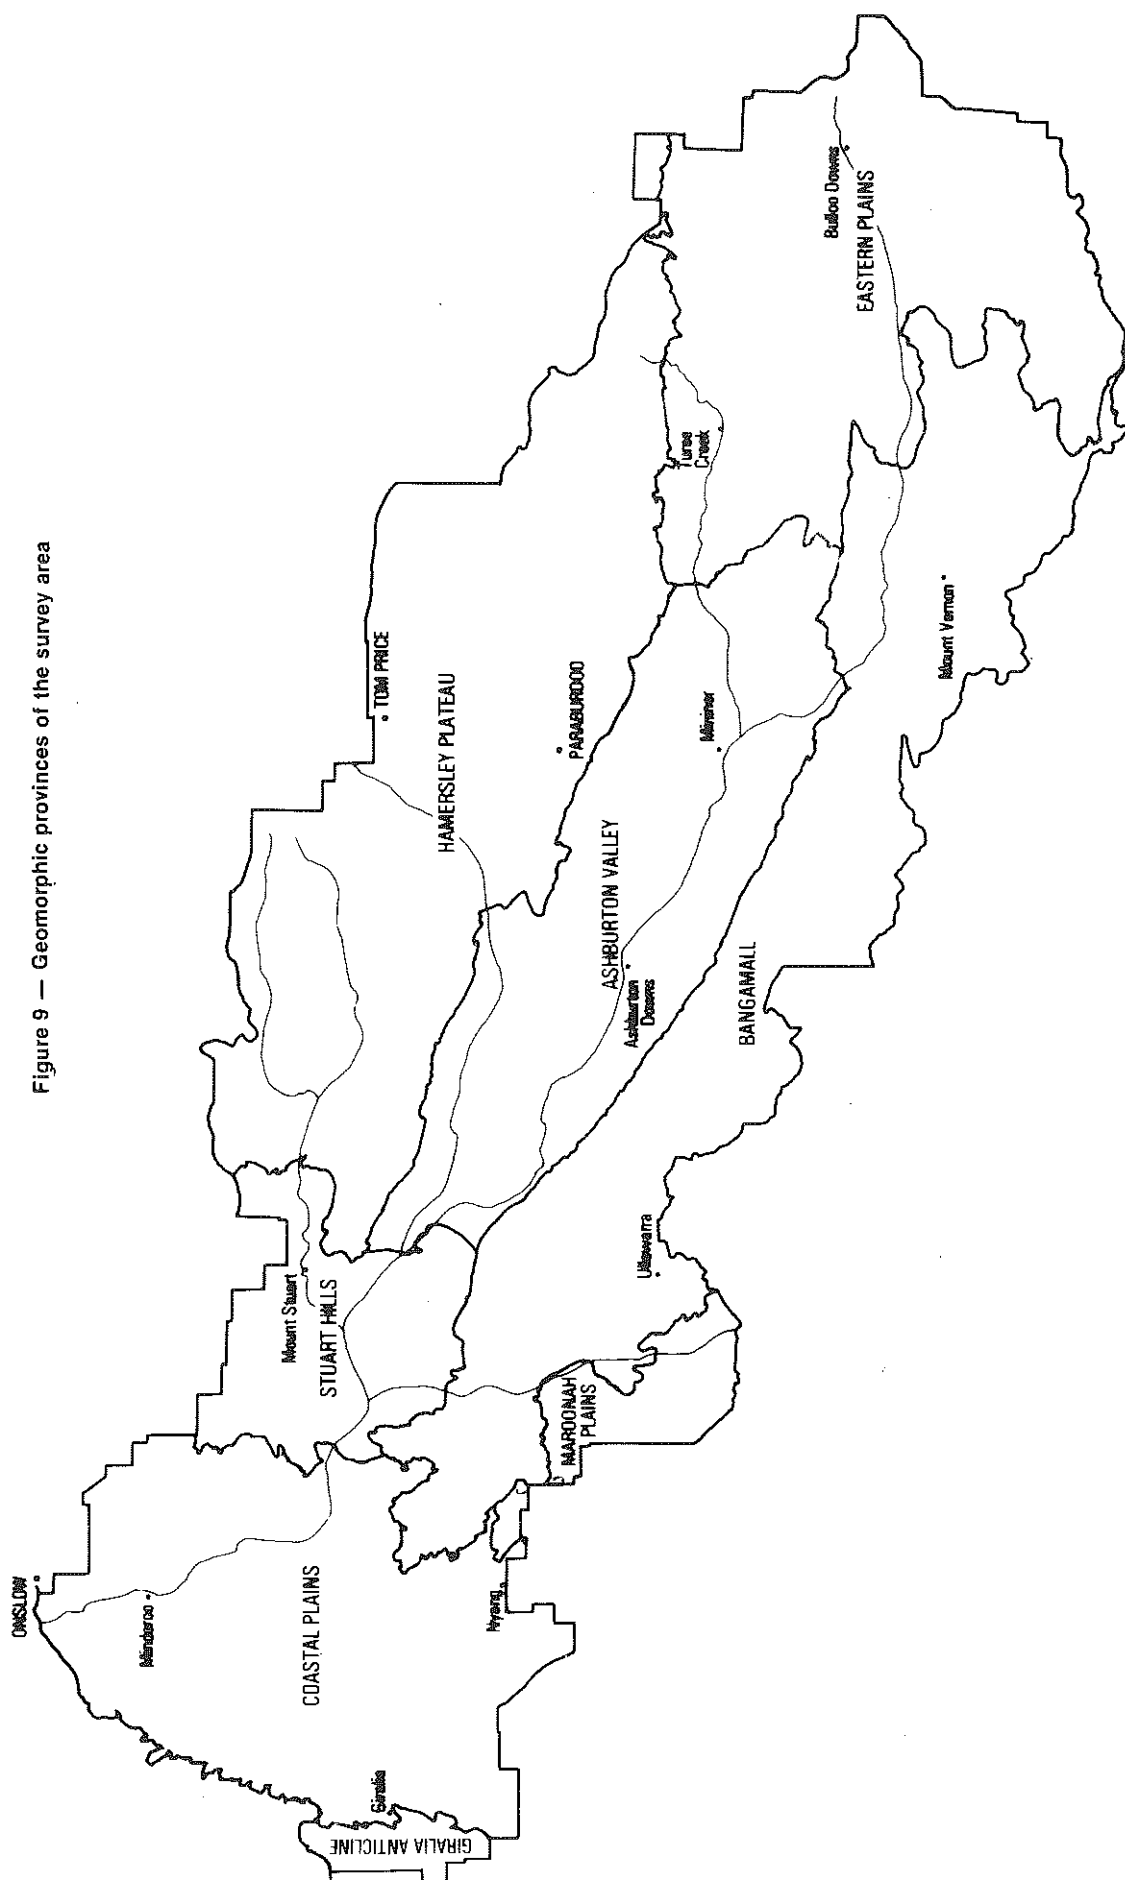 Figure 9 — Geomorphic provinces of the survey area
ONSLOW
Minderoo
COASTAL PLAINS
Giralia
GIRALIA ANTICLINE
Nyang
Mount Stuart
STUART HILLS
MAROONAH
PLAINS
Ullawarra
TOM PRICE
HAMERSLEY PLATEAU
PARABURDOO
ASHBURTON VALLEY
Ashburton
Downs
BANGAMALL
Mininer
Mount Vernon
Turee
Creek
Bulloo Downs
EASTERN PLAINS